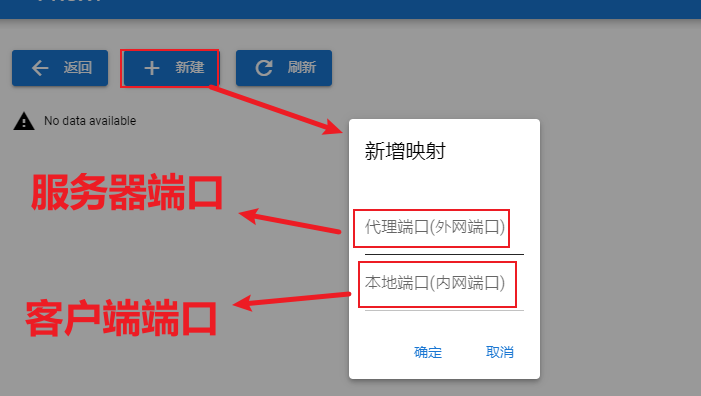 返回
新建
刷新
No data available
新增映射
服务器端口
代理端口(外网端口)
本地端口(内网端口)
客户端端口
确定
取消